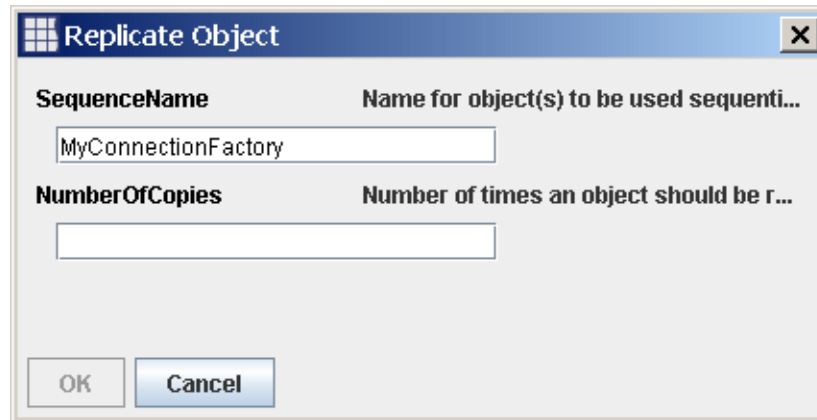 Replicate Object
SequenceName Name for object(s) to be used sequenti...
MyConnectionFactory
NumberOfCopies Number of times an object should be r...
OK Cancel